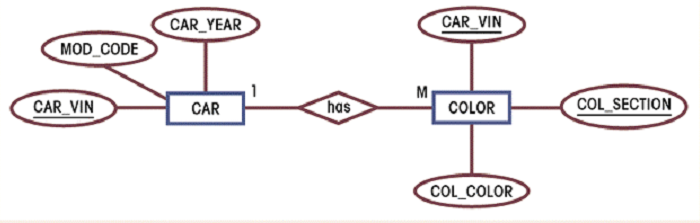 CAR_YEAR
CAR_VIN
MOD_CODE
CAR_VIN
CAR
1
has
M
COLOR
COL_SECTION
COL_COLOR